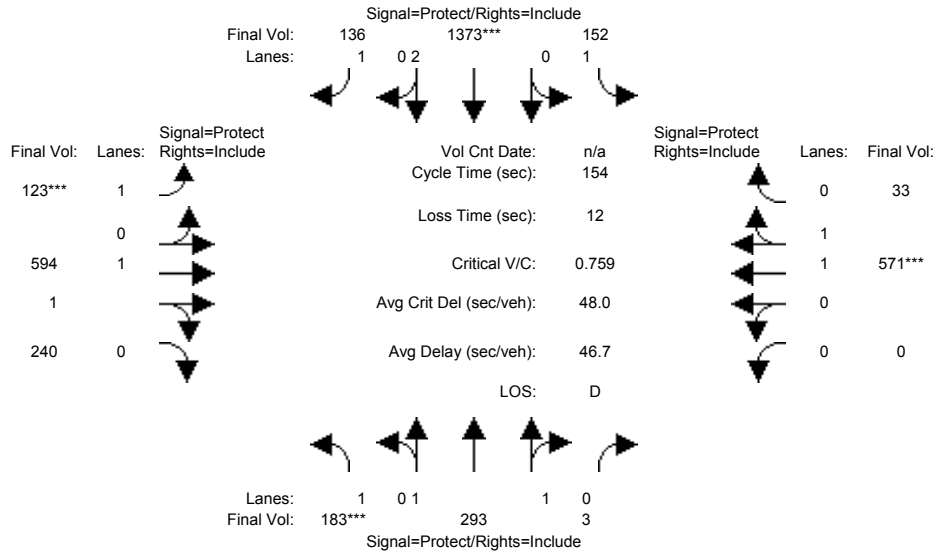 Signal=Protect/Rights=Include
Final Vol: 136 1373*** 152
Lanes: 1 0 2 0 1
Signal=Protect Signal=Protect
Final Vol: Lanes: Rights=Include Vol Cnt Date: n/a Rights=Include Lanes: Final Vol:
Cycle Time (sec): 154
123*** 1 0 33
Loss Time (sec): 12
0 1
594 1 Critical V/C: 0.759 1 571***
1 0 Avg Crit Del (sec/veh): 48.0 0
240 0 Avg Delay (sec/veh): 46.7 0 0
LOS: D
Lanes: 1 0 1 1 0
Final Vol: 183*** 293 3
Signal=Protect/Rights=Include